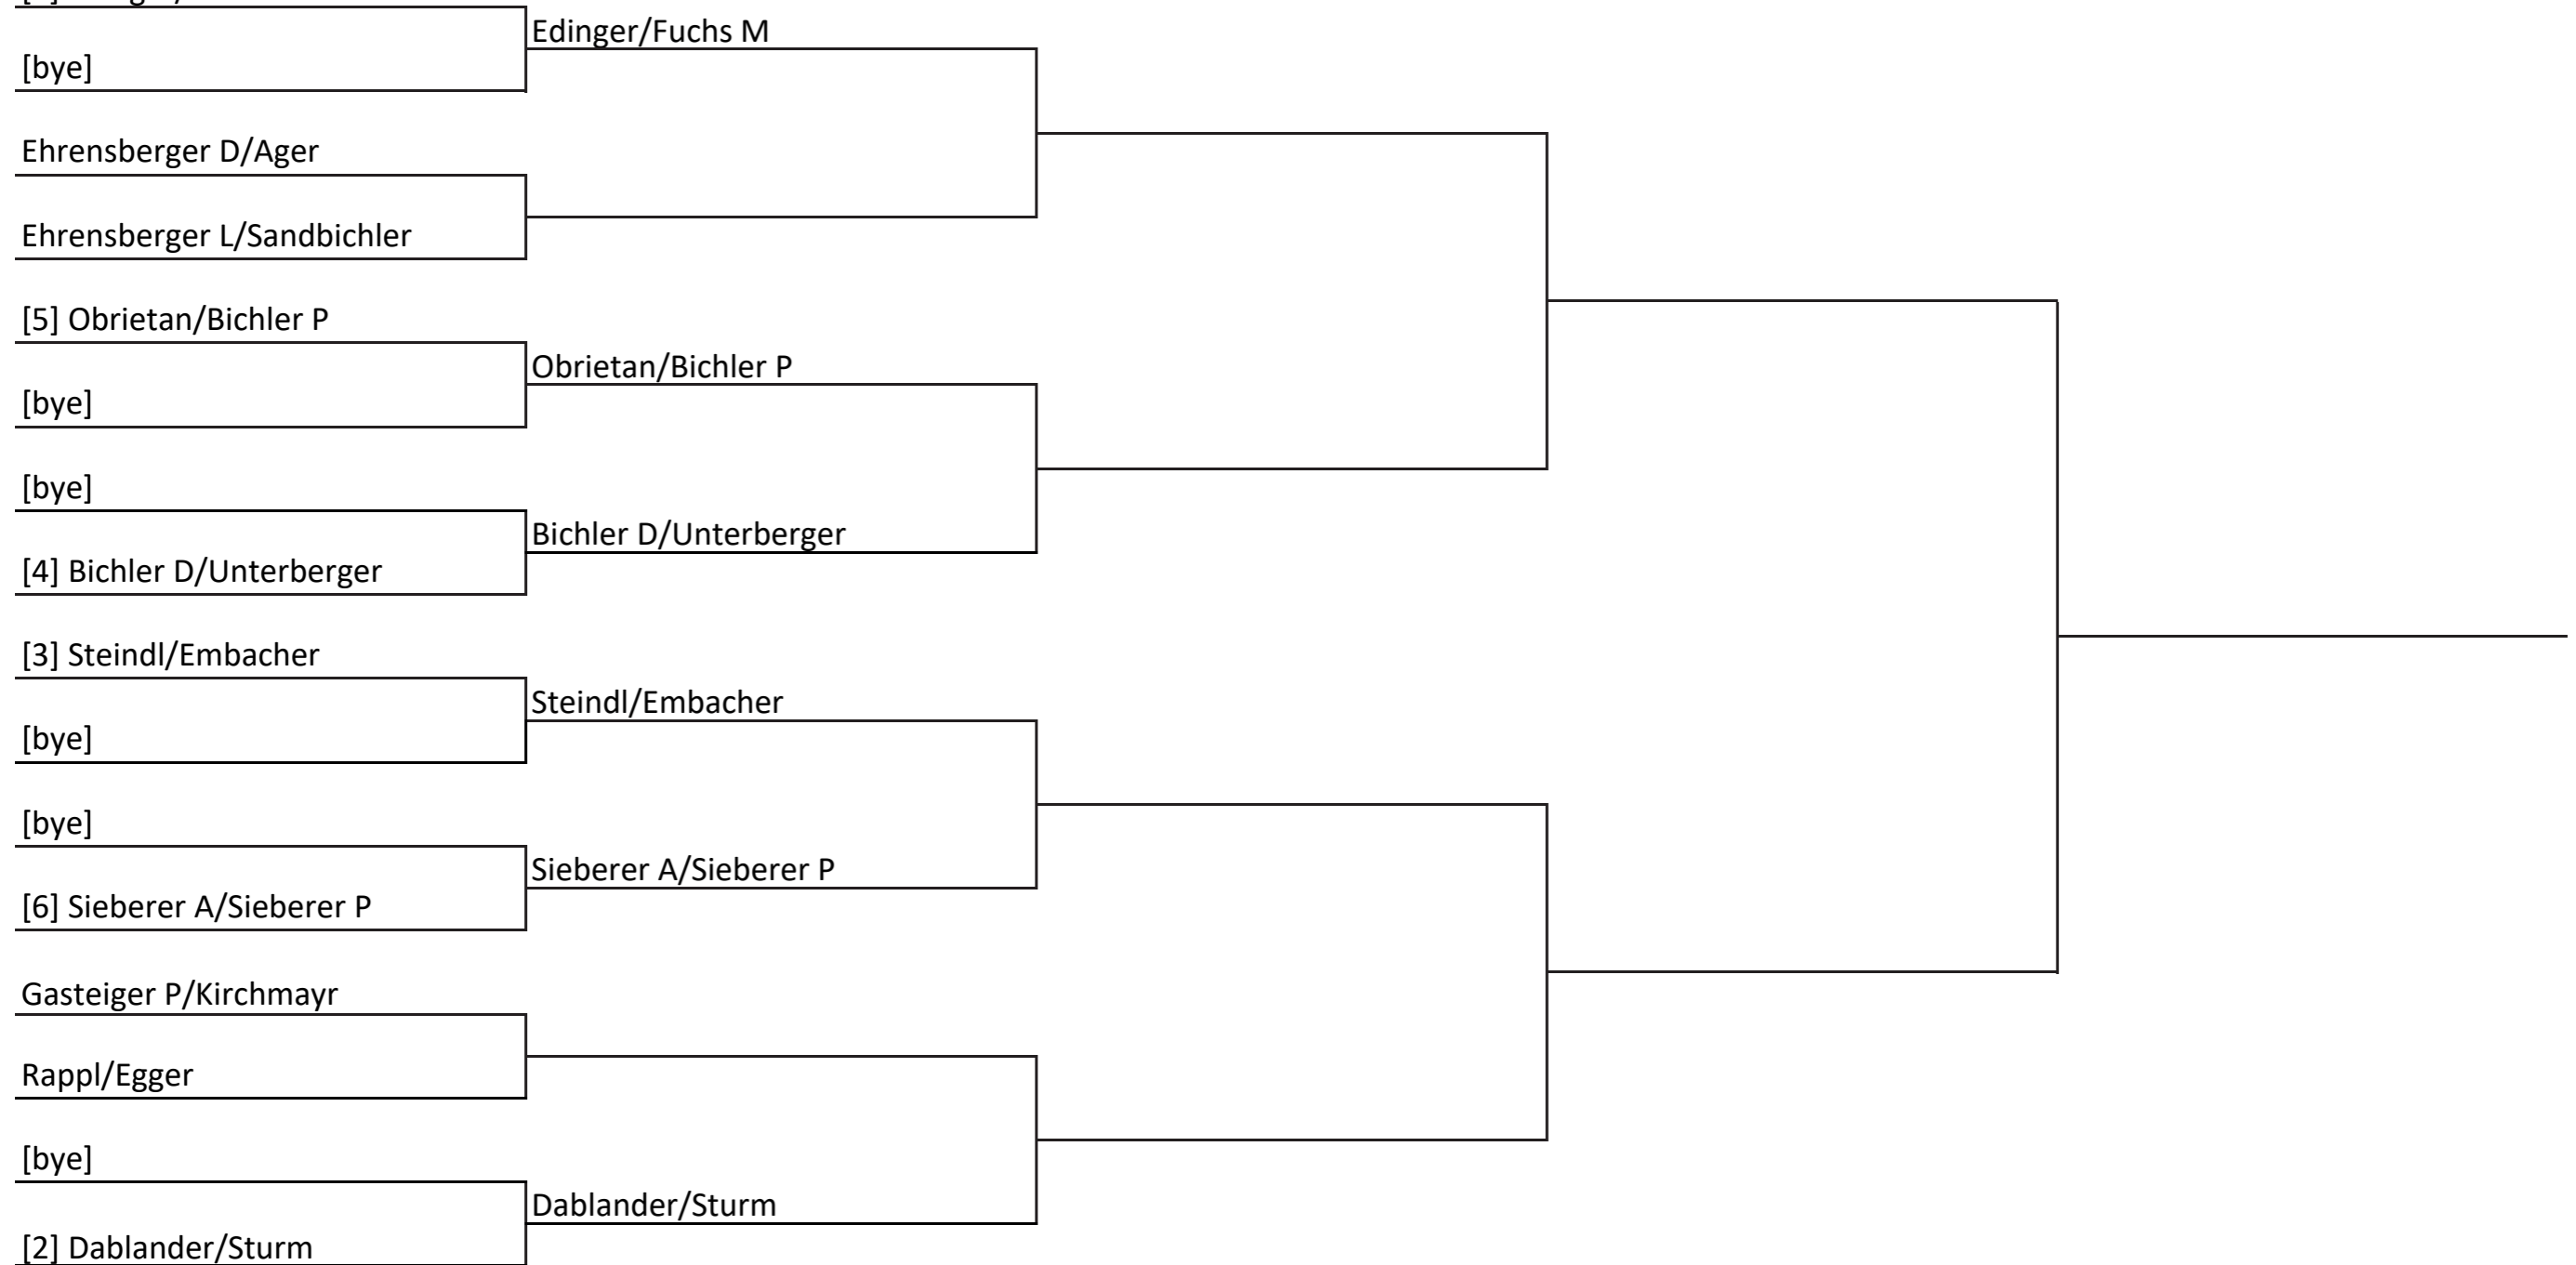 Edinger/Fuchs M
[bye]
Ehrensberger D/Ager
Ehrensberger L/Sandbichler
[5] Obrietan/Bichler P
Obrietan/Bichler P
[bye]
[bye]
Bichler D/Unterberger
[4] Bichler D/Unterberger
[3] Steindl/Embacher
Steindl/Embacher
[bye]
[bye]
Sieberer A/Sieberer P
[6] Sieberer A/Sieberer P
Gasteiger P/Kirchmayr
Rappl/Egger
[bye]
Dablander/Sturm
[2] Dablander/Sturm